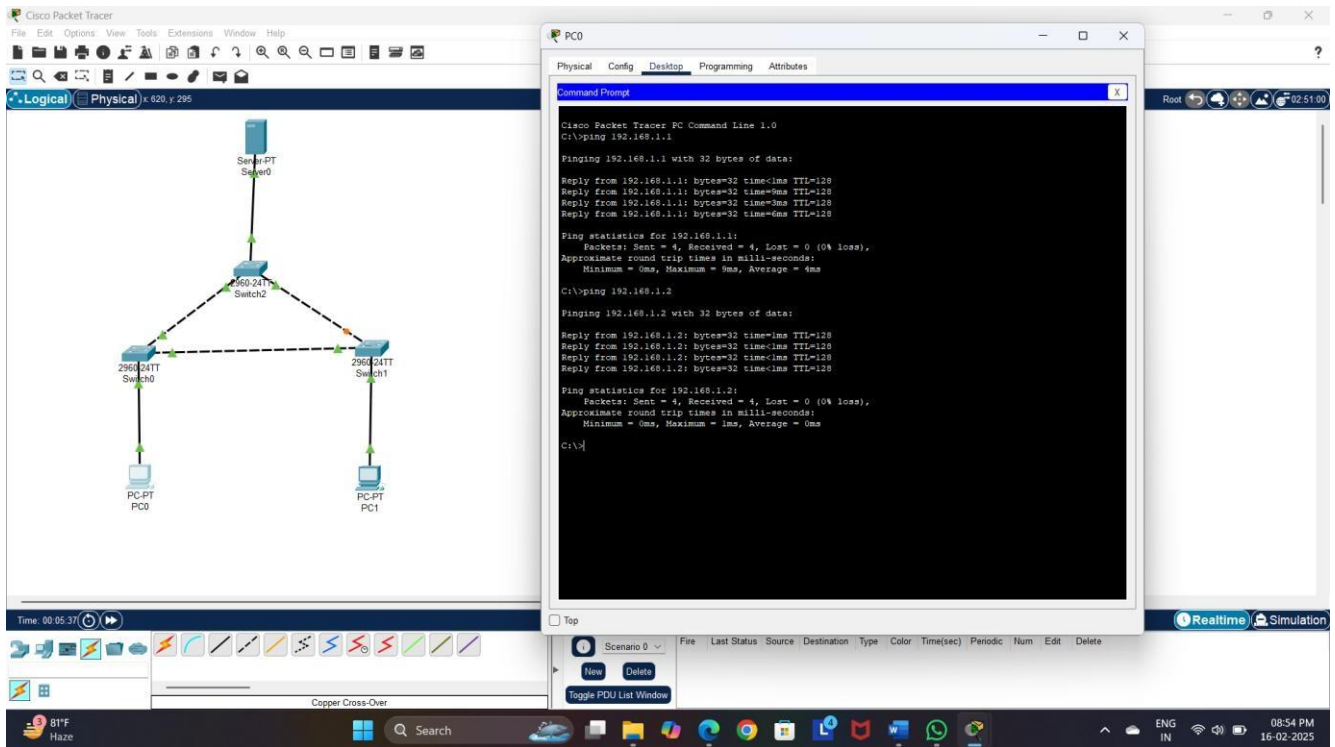 Cisco Packet Tracer
File Edit Options View Tools Extensions Window Help
?
Logical Physical x: 620, y: 295
Root 02:51:00
Server-PT
Server0
2960-24TT
Switch2
2960-24TT
Switch0
2960-24TT
Switch1
PC-PT
PC0
PC-PT
PC1
PC0
Physical Config Desktop Programming Attributes
Command Prompt X
Cisco Packet Tracer PC Command Line 1.0
C:\>ping 192.168.1.1
Pinging 192.168.1.1 with 32 bytes of data:
Reply from 192.168.1.1: bytes=32 time<1ms TTL=128
Reply from 192.168.1.1: bytes=32 time=9ms TTL=128
Reply from 192.168.1.1: bytes=32 time=3ms TTL=128
Reply from 192.168.1.1: bytes=32 time=6ms TTL=128
Ping statistics for 192.168.1.1:
Packets: Sent = 4, Received = 4, Lost = 0 (0% loss),
Approximate round trip times in milli-seconds:
Minimum = 0ms, Maximum = 9ms, Average = 4ms
C:\>ping 192.168.1.2
Pinging 192.168.1.2 with 32 bytes of data:
Reply from 192.168.1.2: bytes=32 time=1ms TTL=128
Reply from 192.168.1.2: bytes=32 time<1ms TTL=128
Reply from 192.168.1.2: bytes=32 time<1ms TTL=128
Reply from 192.168.1.2: bytes=32 time<1ms TTL=128
Ping statistics for 192.168.1.2:
Packets: Sent = 4, Received = 4, Lost = 0 (0% loss),
Approximate round trip times in milli-seconds:
Minimum = 0ms, Maximum = 1ms, Average = 0ms
C:\>
Top
Time: 00:05:37
Realtime Simulation
Scenario 0
Fire Last Status Source Destination Type Color Time(sec) Periodic Num Edit Delete
New Delete
Toggle PDU List Window
Copper Cross-Over
3
81°F
Haze
Search
4
ENG
IN
08:54 PM
16-02-2025